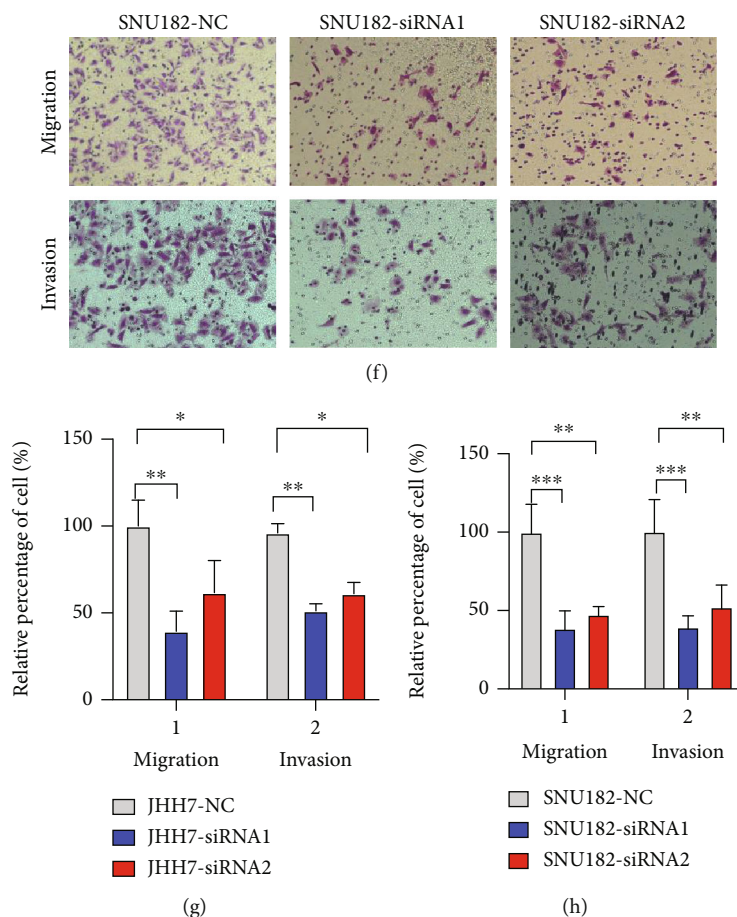 SNU182-NC SNU182-siRNA1 SNU182-siRNA2
Migration
Invasion
(f)
Relative percentage of cell (%)
150
100
50
0
*
**
*
**
1 2
Migration Invasion
JHH7-NC
JHH7-siRNA1
JHH7-siRNA2
(g)
Relative percentage of cell (%)
150
100
50
0
**
***
**
***
1 2
Migration Invasion
SNU182-NC
SNU182-siRNA1
SNU182-siRNA2
(h)